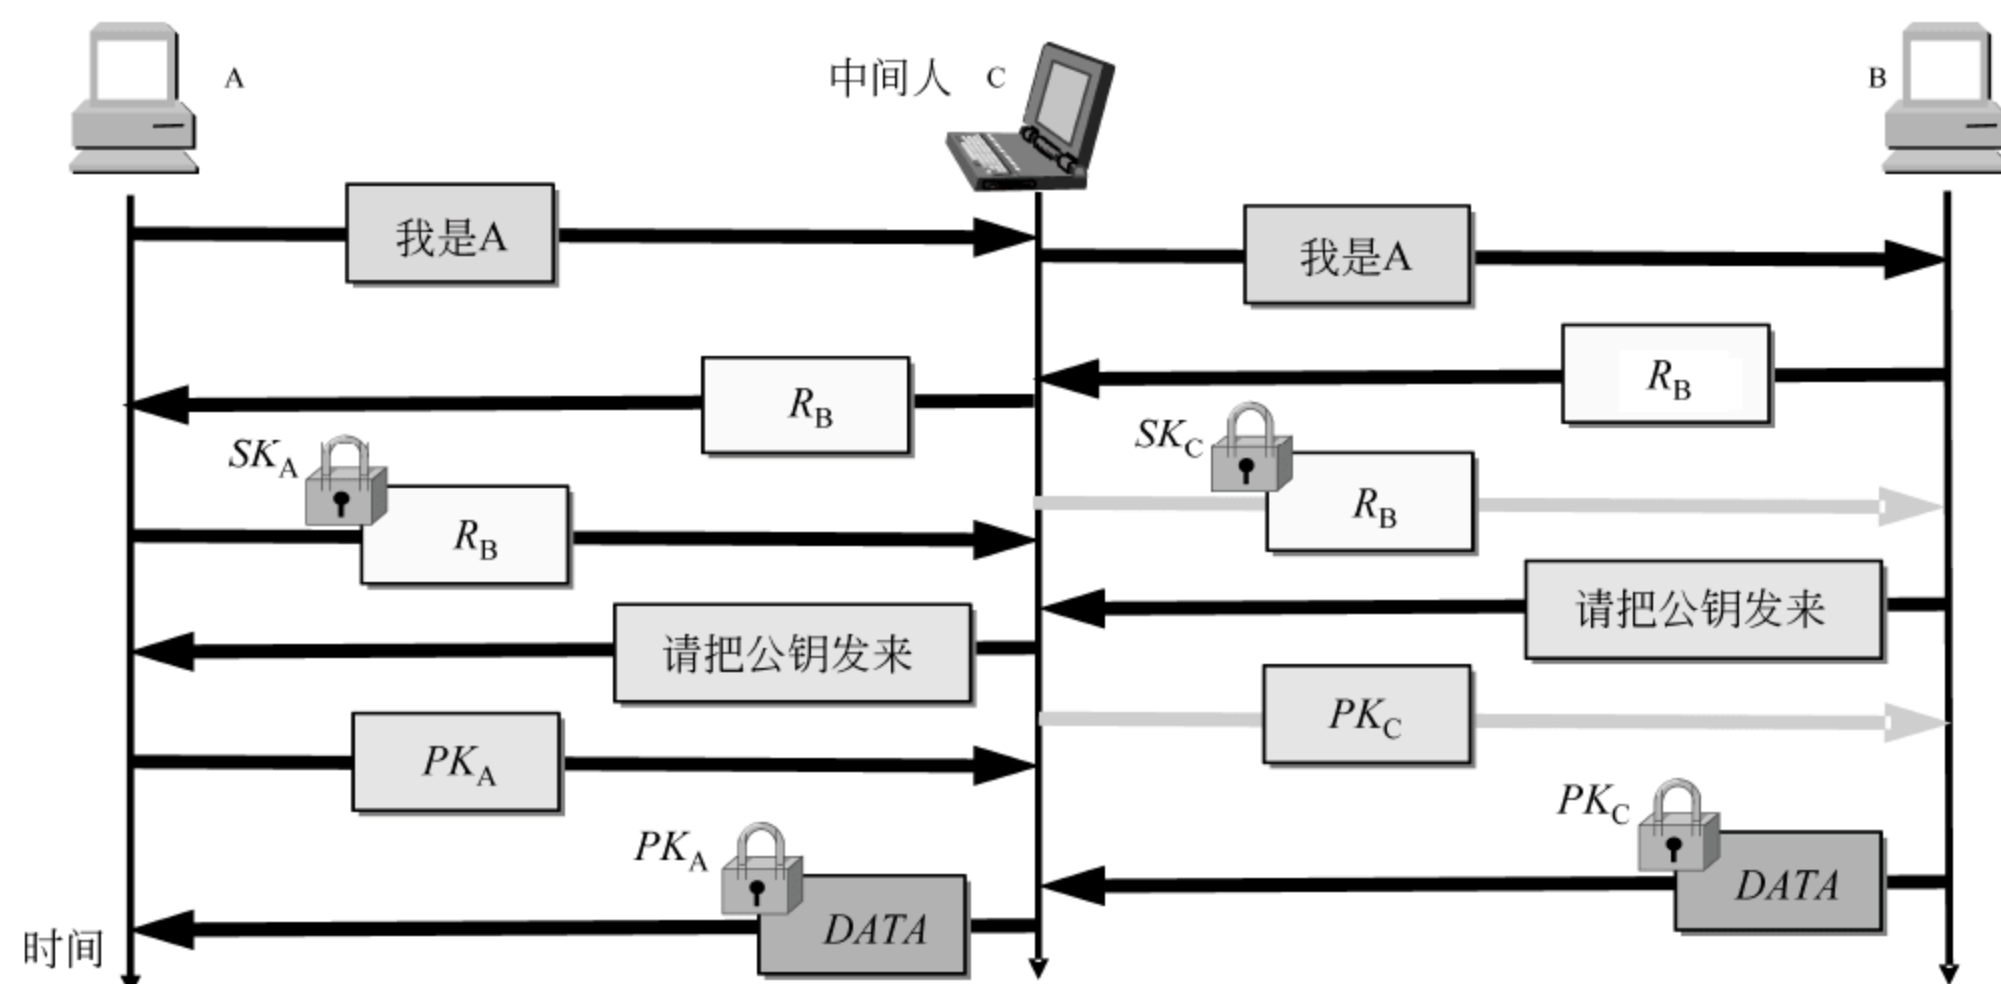 A
中间人 C
B
我是A
我是A
RB
RB
SKA
SKC
RB
RB
请把公钥发来
请把公钥发来
PKC
PKA
PKC
PKA
DATA
DATA
时间